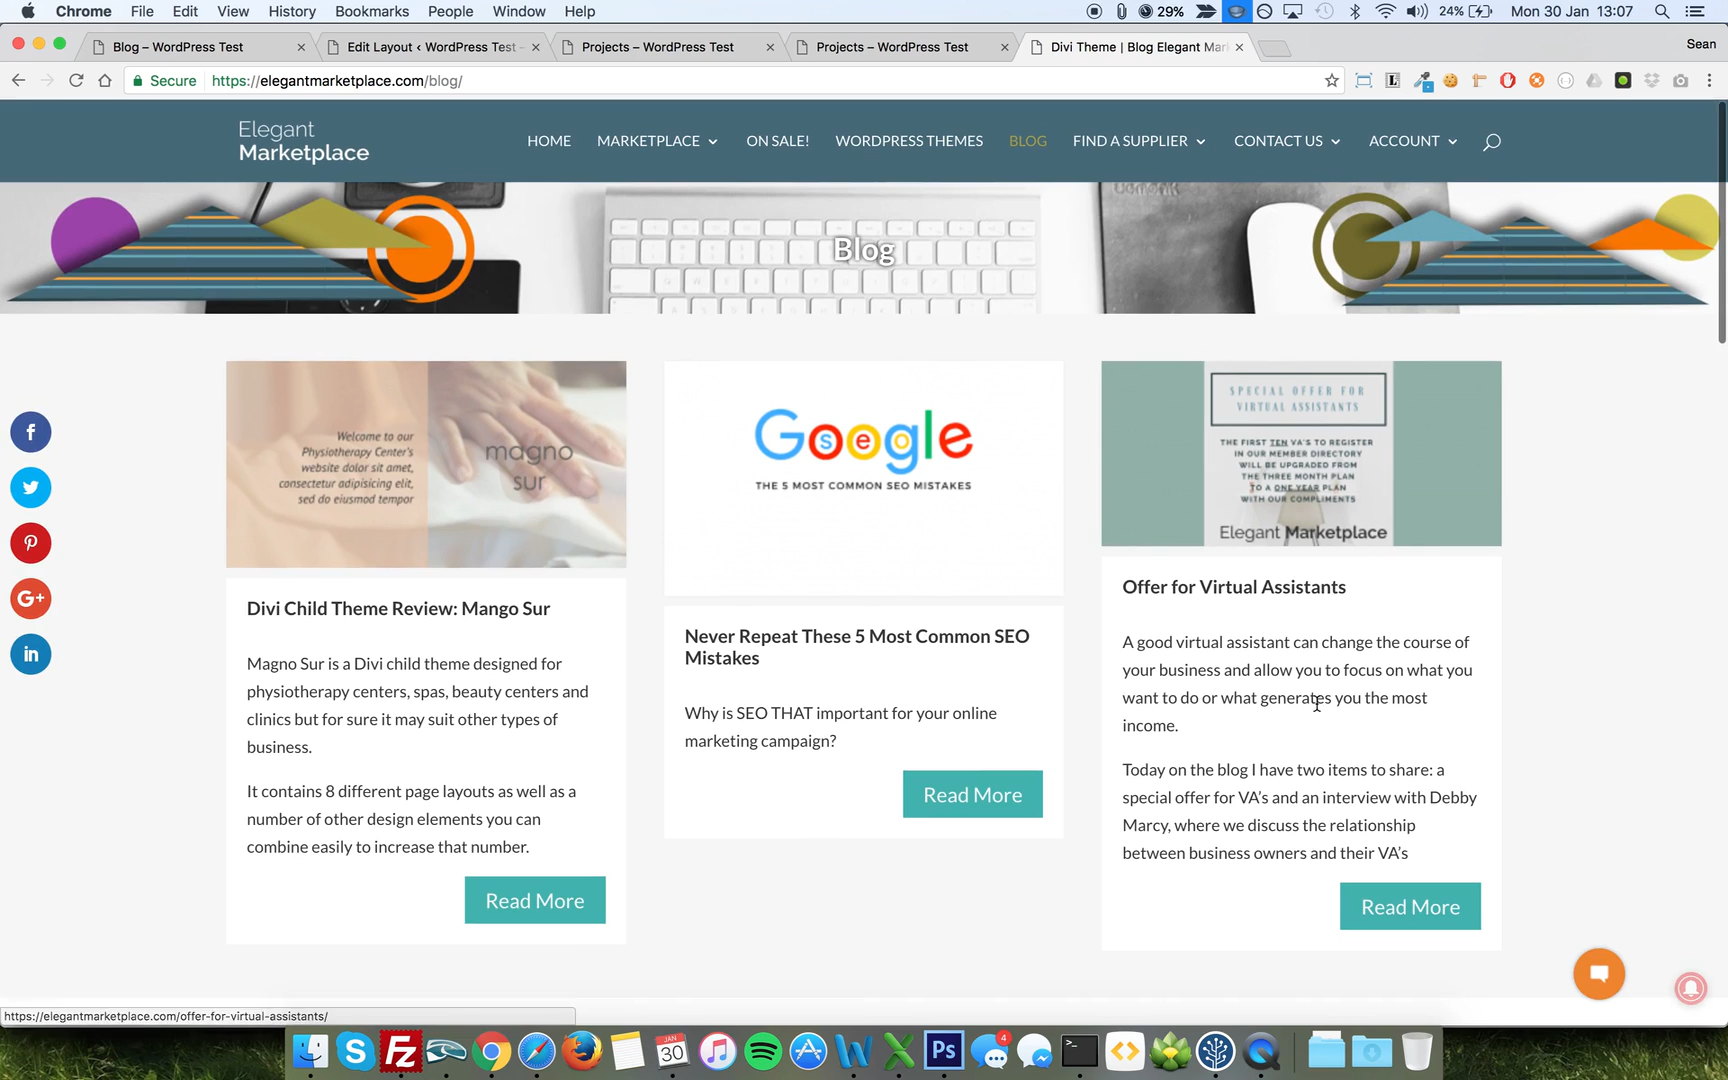 Chrome File Edit View History Bookmarks People Window Help 29% 24% Mon 30 Jan 13:07
Blog – WordPress Test Edit Layout ‹ WordPress Test – Projects – WordPress Test Projects – WordPress Test Divi Theme | Blog Elegant Mar Sean
Secure https://elegantmarketplace.com/blog/
Elegant
Marketplace
HOME MARKETPLACE ON SALE! WORDPRESS THEMES BLOG FIND A SUPPLIER CONTACT US ACCOUNT
Blog
Welcome to our
Physiotherapy Center's
website dolor sit amet,
consectetur adipisicing elit,
sed do eiusmod tempor
magno
sur
Divi Child Theme Review: Mango Sur
Magno Sur is a Divi child theme designed for
physiotherapy centers, spas, beauty centers and
clinics but for sure it may suit other types of
business.
It contains 8 different page layouts as well as a
number of other design elements you can
combine easily to increase that number.
Read More
Google
seo
THE 5 MOST COMMON SEO MISTAKES
Never Repeat These 5 Most Common SEO
Mistakes
Why is SEO THAT important for your online
marketing campaign?
Read More
SPECIAL OFFER FOR
VIRTUAL ASSISTANTS
THE FIRST TEN VA'S TO REGISTER
IN OUR MEMBER DIRECTORY
WILL BE UPGRADED FROM
THE THREE MONTH PLAN
TO A ONE YEAR PLAN
WITH OUR COMPLIMENTS
Elegant Marketplace
Offer for Virtual Assistants
A good virtual assistant can change the course of
your business and allow you to focus on what you
want to do or what generates you the most
income.
Today on the blog I have two items to share: a
special offer for VA's and an interview with Debby
Marcy, where we discuss the relationship
between business owners and their VA's
Read More
f
G+
in
https://elegantmarketplace.com/offer-for-virtual-assistants/
JAN
30
Ps
4